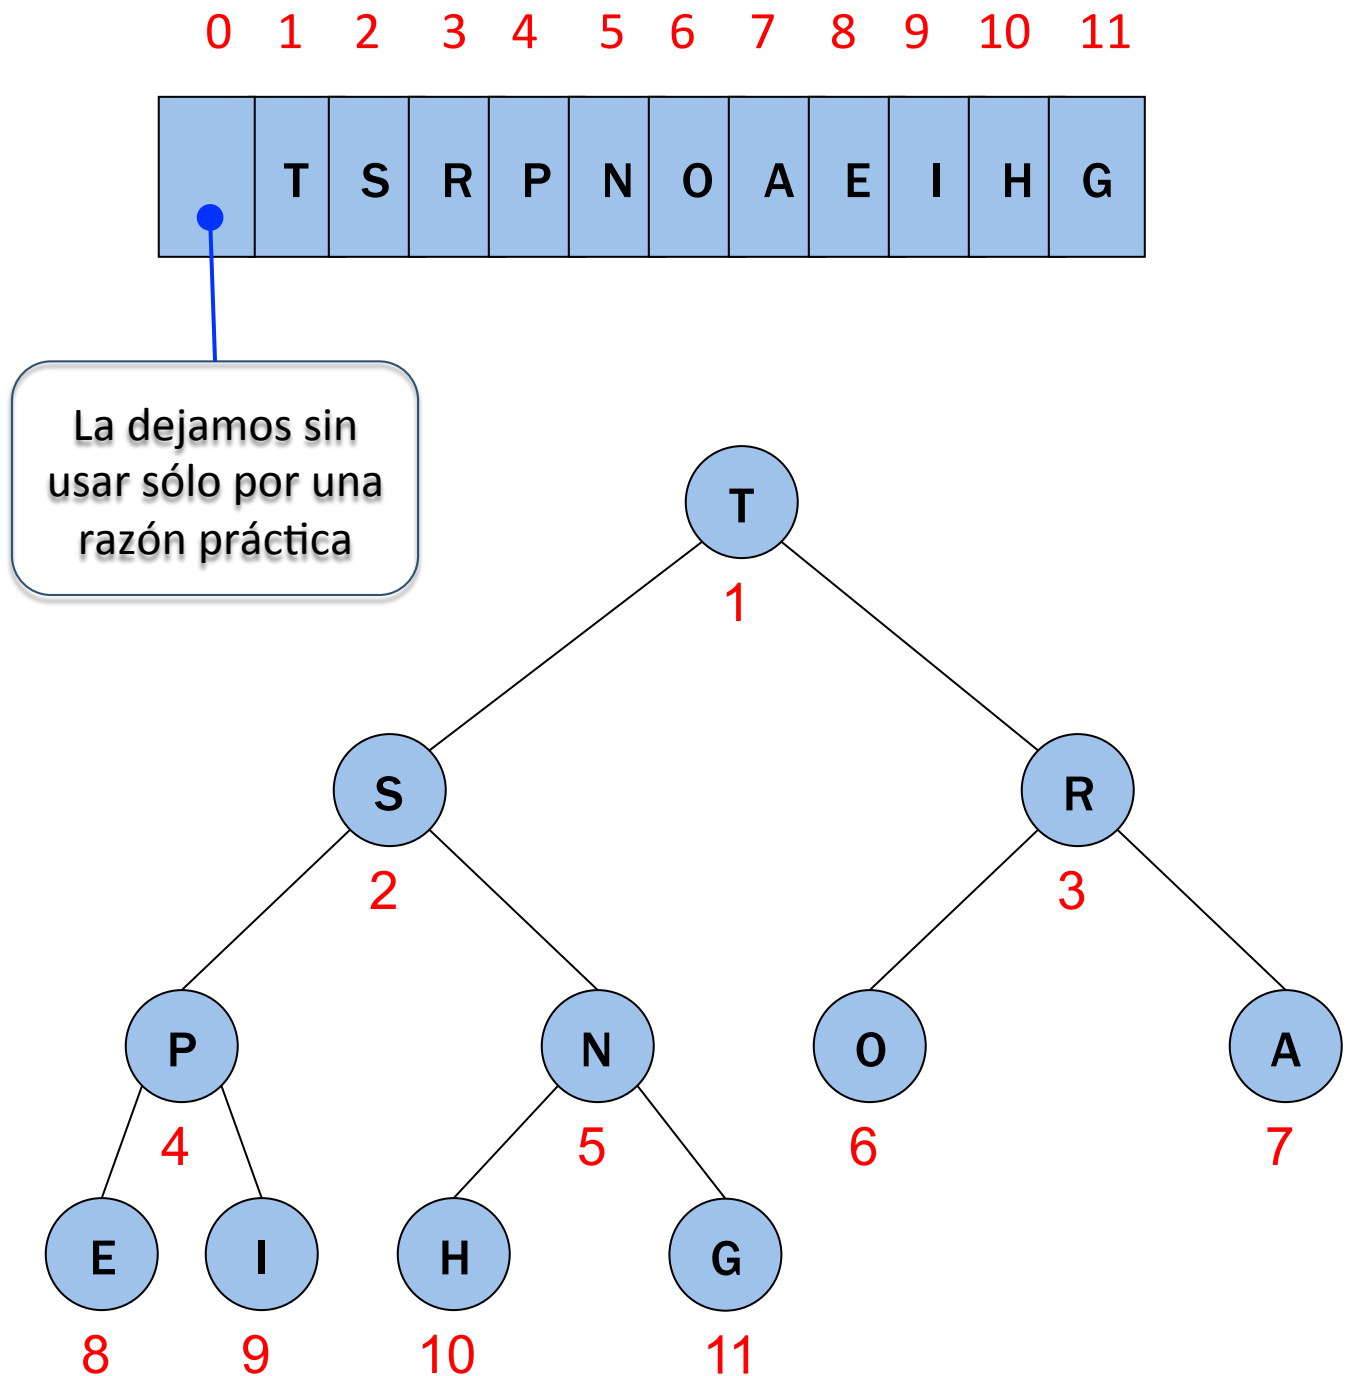 0 1 2 3 4 5 6 7 8 9 10 11
T S R P N O A E I H G
La dejamos sin
usar sólo por una
razón práctica
T
1
S R
2 3
P N O A
4 5 6 7
E I H G
8 9 10 11